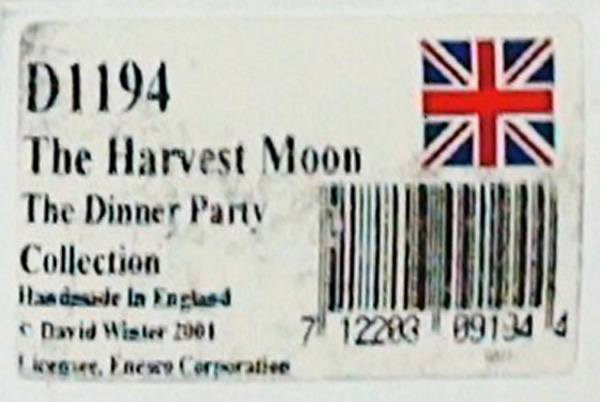 D1194
The Harvest Moon
The Dinner Party
Collection
Handmade In England
© David Winter 2001
Licensee, Enesco Corporation
7 12203 09194 4